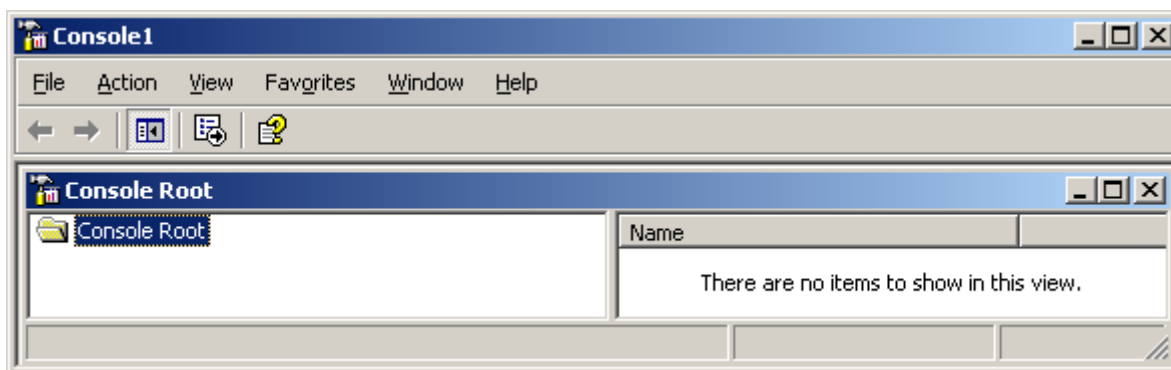 Console1
File Action View Favorites Window Help
Console Root
Console Root
Name
There are no items to show in this view.